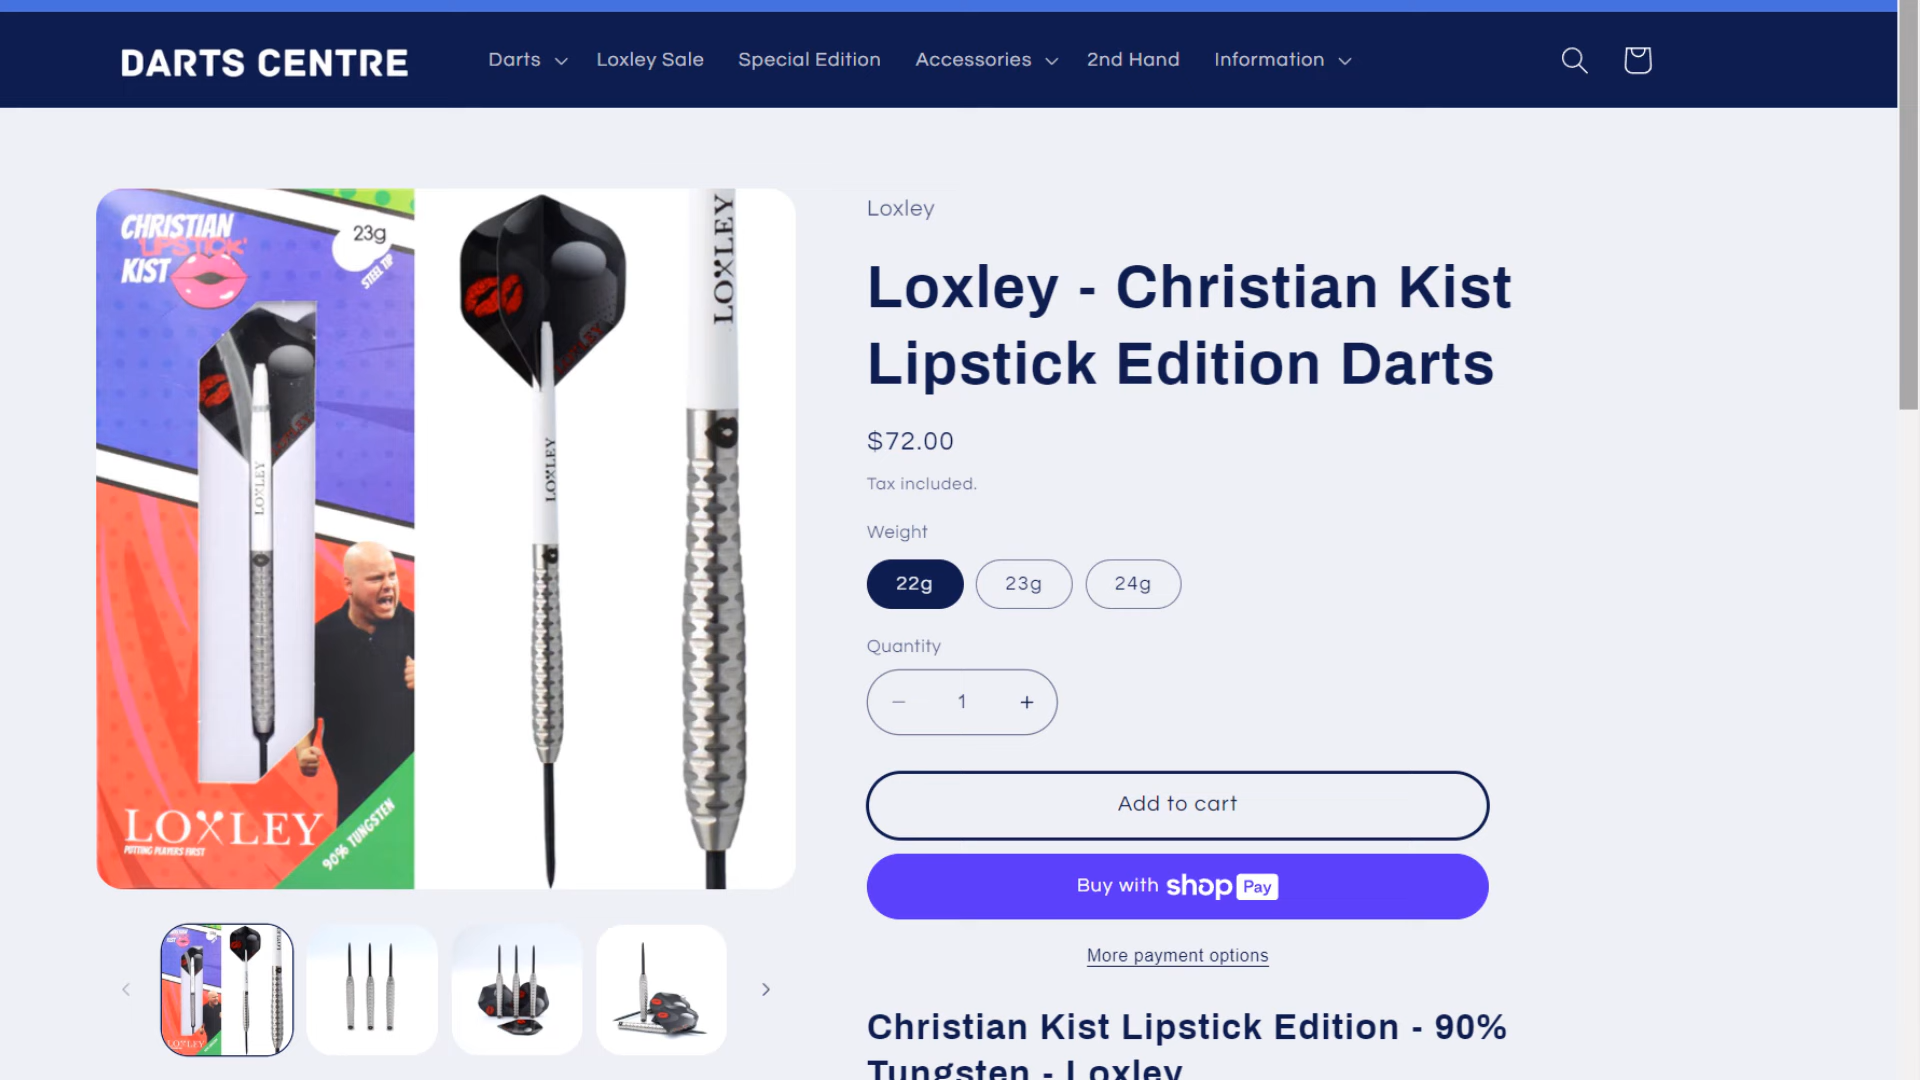 DARTS CENTRE
Darts
Loxley Sale
Special Edition
Accessories
2nd Hand
Information
CHRISTIAN
'LIPSTICK'
KIST
23g
STEEL TIP
LOXLEY
LOXLEY
LOXLEY
LOXLEY
PUTTING PLAYERS FIRST
90% TUNGSTEN
Loxley
Loxley - Christian Kist
Lipstick Edition Darts
$72.00
Tax included.
Weight
22g
23g
24g
Quantity
1
Add to cart
Buy with shop Pay
More payment options
Christian Kist Lipstick Edition - 90%
Tungsten - Loxley